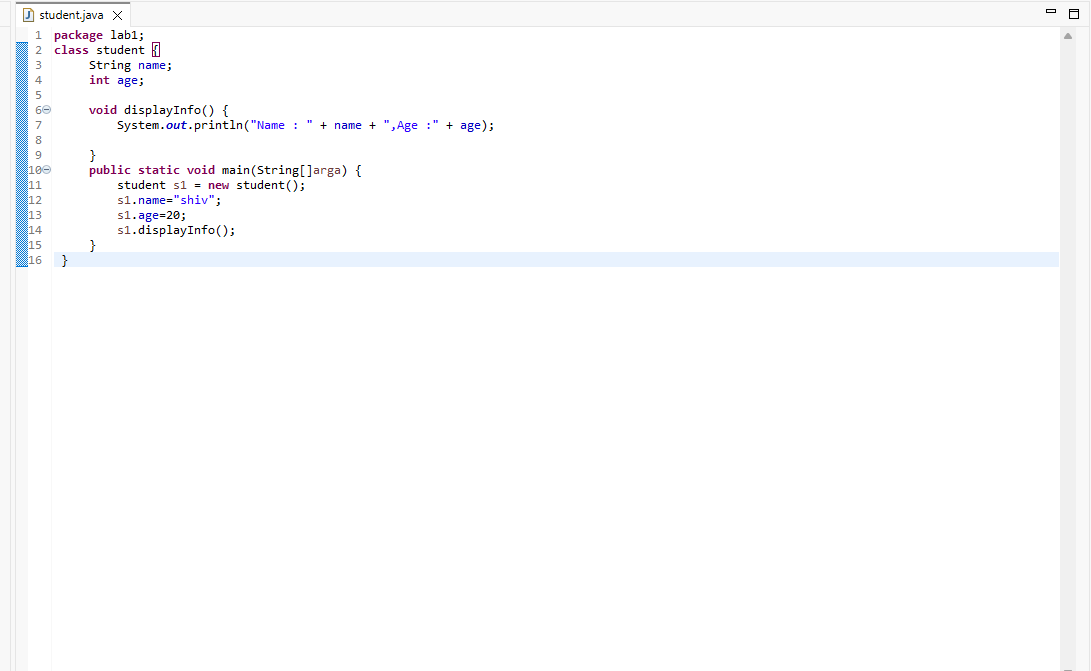 student.java
1 package lab1;
2 class student {
3 String name;
4 int age;
5
6 void displayInfo() {
7 System.out.println("Name : " + name + ",Age :" + age);
8
9 }
10 public static void main(String[]arga) {
11 student s1 = new student();
12 s1.name="shiv";
13 s1.age=20;
14 s1.displayInfo();
15 }
16 }